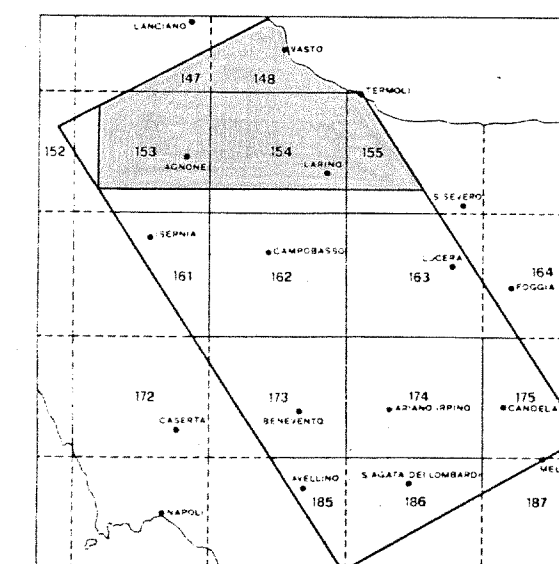 LANCIANO
VASTO
147 148
TERMOLI
152 153 154 155
AGNONE
LARINO
S.SEVERO
ISERNIA
CAMPOBASSO
LUCERA
161 162 163 164
FOGGIA
172 173 174 175
CASERTA
BENEVENTO
ARIANO IRPINO
CANDELA
MEL
AVELLINO
S.AGATA DEI LOMBARDI
185 186 187
NAPOLI